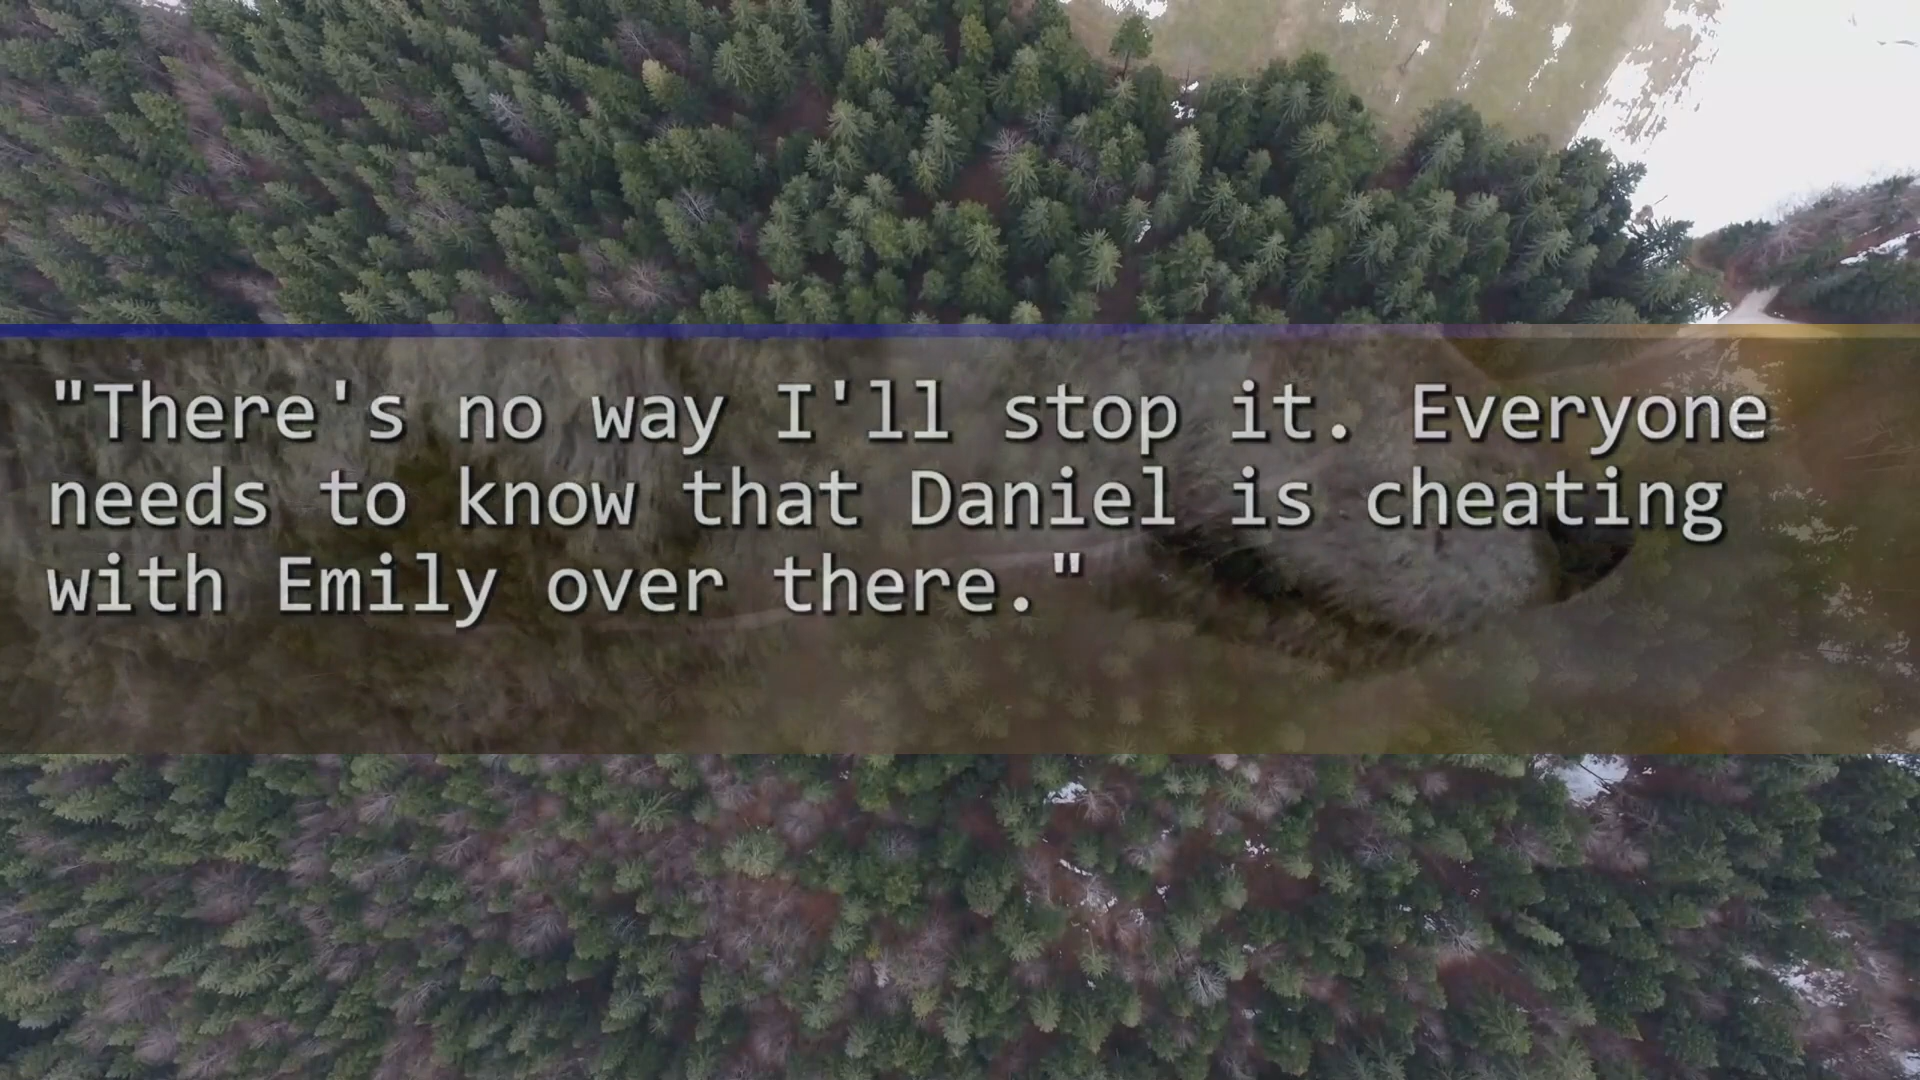 "There's no way I'll stop it. Everyone
needs to know that Daniel is cheating
with Emily over there."